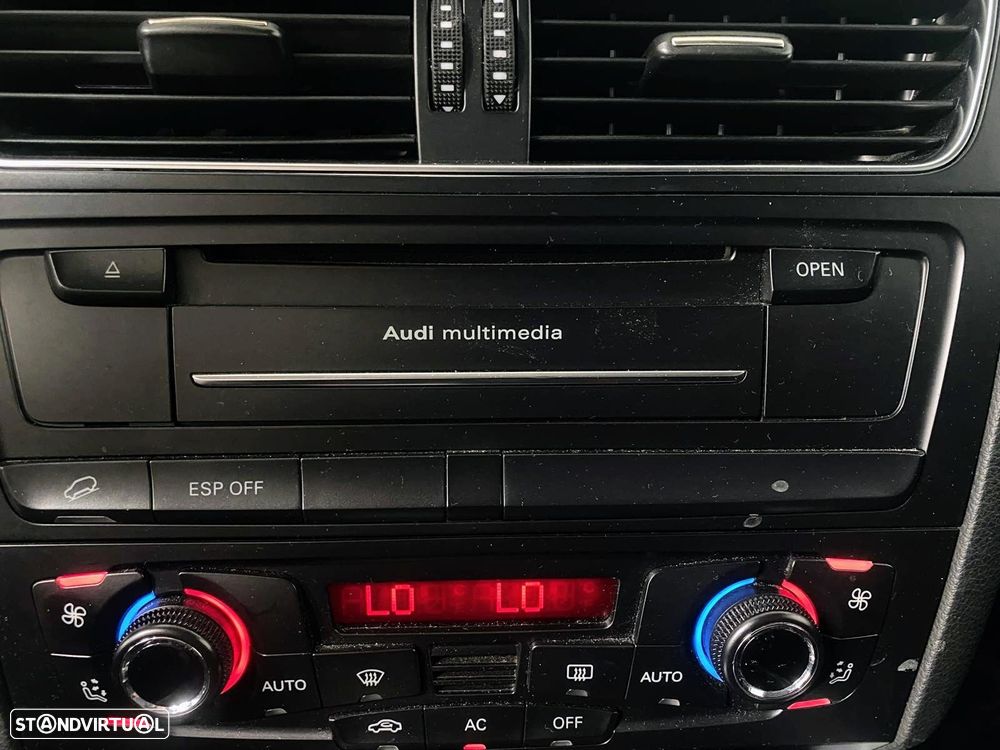 OPEN
Audi multimedia
ESP OFF
LO LO
AUTO
AUTO
AC
OFF
STANDVIRTUAL